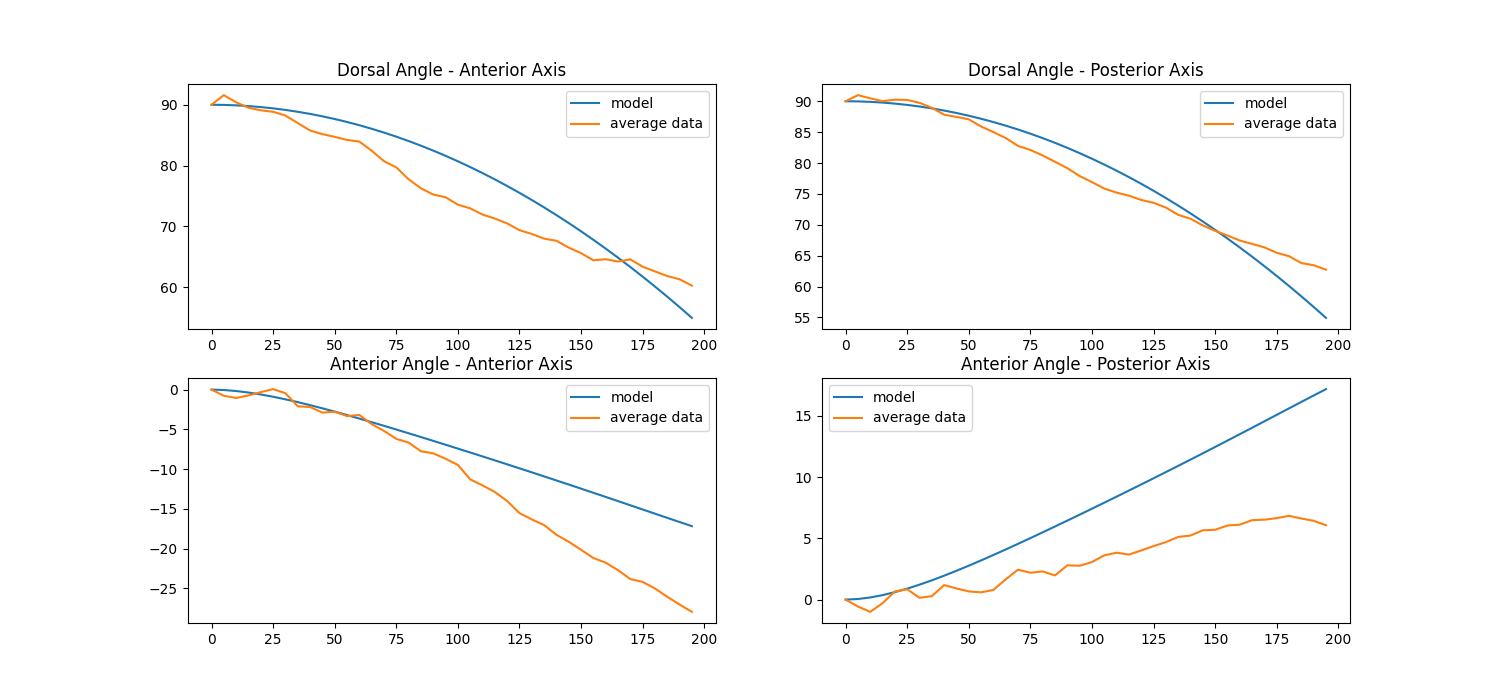 Dorsal Angle - Anterior Axis
90
80
70
60
0 25 50 75 100 125 150 175 200
model
average data
Dorsal Angle - Posterior Axis
90
85
80
75
70
65
60
55
0 25 50 75 100 125 150 175 200
model
average data
Anterior Angle - Anterior Axis
0
−5
−10
−15
−20
−25
0 25 50 75 100 125 150 175 200
model
average data
Anterior Angle - Posterior Axis
15
10
5
0
0 25 50 75 100 125 150 175 200
model
average data